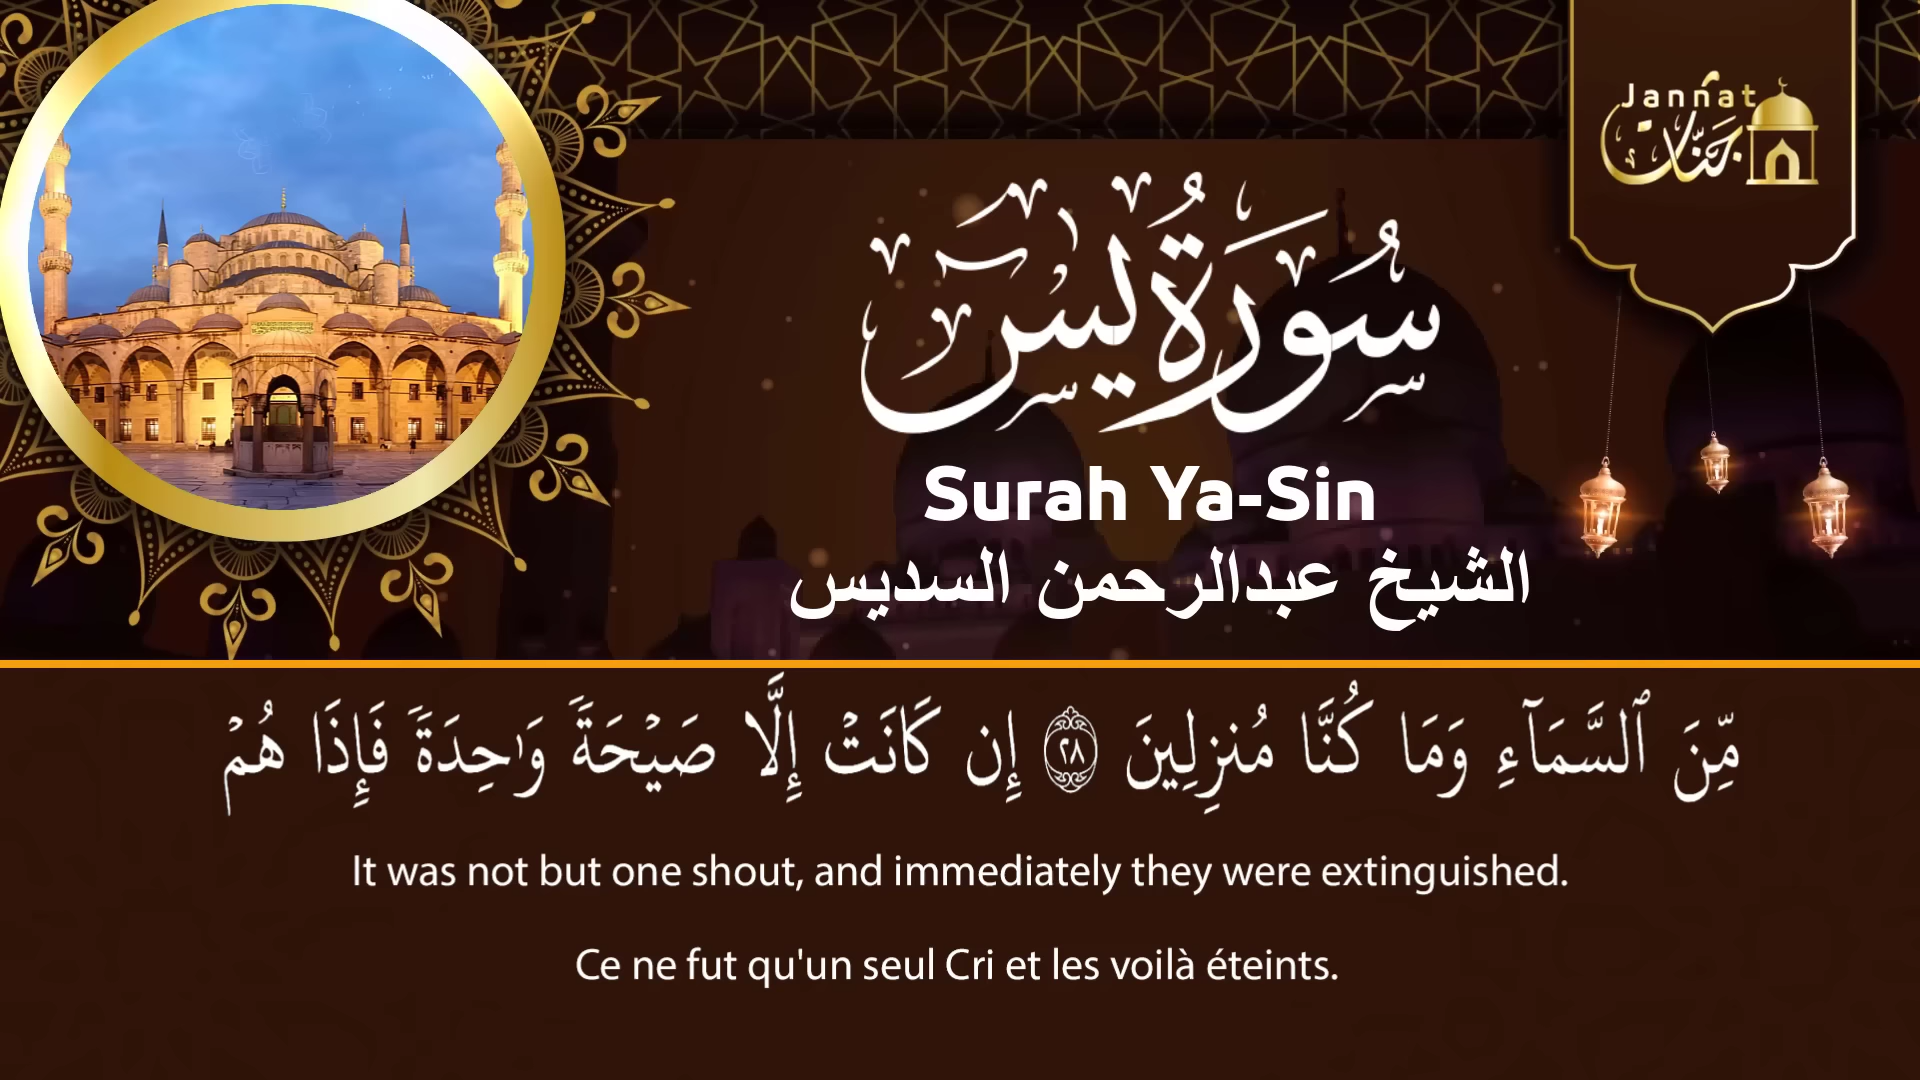 Jannat
جنات
سُورَةُ يس
Surah Ya-Sin
الشيخ عبدالرحمن السديس
مِّنَ ٱلسَّمَآءِ وَمَا كُنَّا مُنزِلِينَ ٢٨ إِن كَانَتْ إِلَّا صَيْحَةً وَٰحِدَةً فَإِذَا هُمْ
It was not but one shout, and immediately they were extinguished.
Ce ne fut qu'un seul Cri et les voilà éteints.